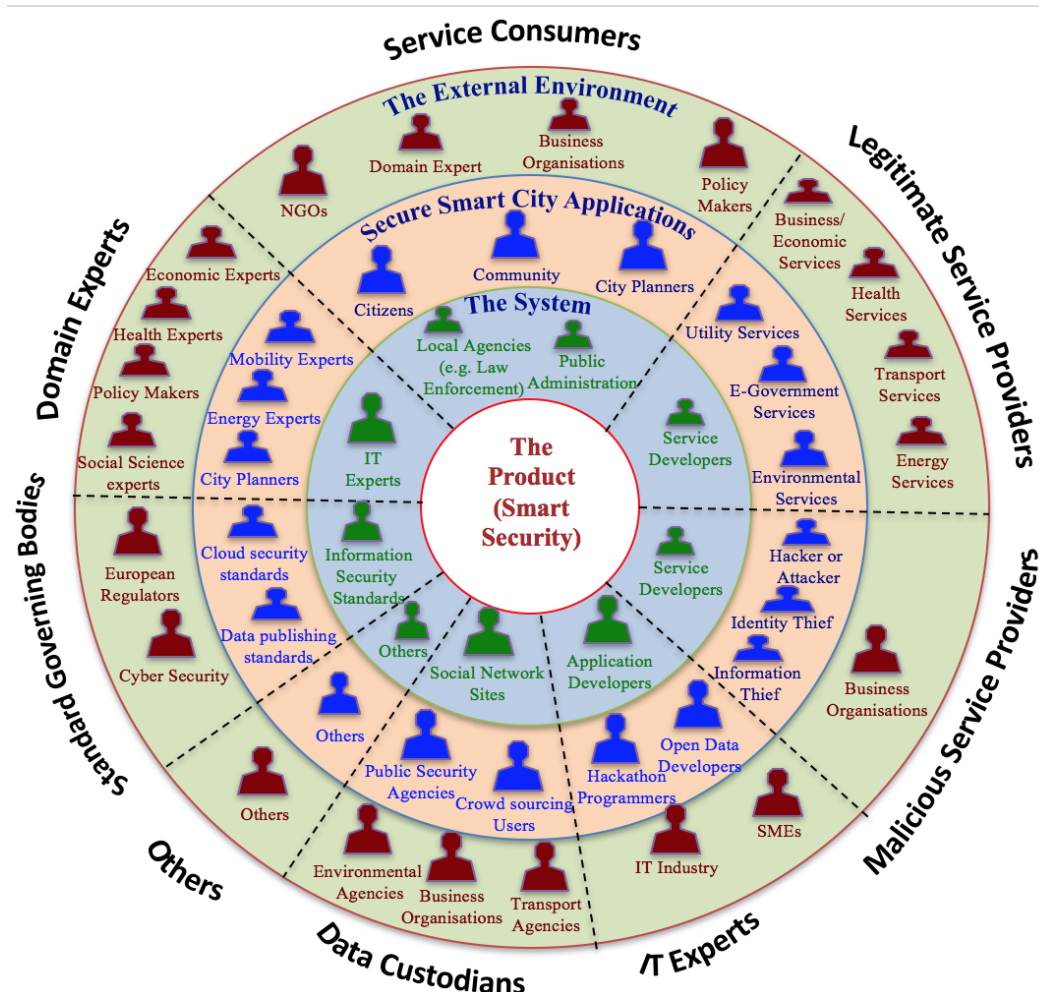 Service Consumers
The External Environment
NGOs
Domain Expert
Business
Organisations
Policy
Makers
Secure Smart City Applications
Citizens
Community
City Planners
The System
Local Agencies
(e.g. Law
Enforcement)
Public
Administration
The
Product
(Smart
Security)
Legitimate Service Providers
Business/
Economic
Services
Health
Services
Transport
Services
Energy
Services
Utility Services
E-Government
Services
Environmental
Services
Service
Developers
Malicious Service Providers
Business
Organisations
Hacker or
Attacker
Identity Thief
Information
Thief
Service
Developers
IT Experts
SMEs
IT Industry
Open Data
Developers
Hackathon
Programmers
Application
Developers
Data Custodians
Environmental
Agencies
Business
Organisations
Transport
Agencies
Public Security
Agencies
Crowd sourcing
Users
Social Network
Sites
Others
Others
Others
Others
Standard Governing Bodies
European
Regulators
Cyber Security
Cloud security
standards
Data publishing
standards
Information
Security
Standards
Domain Experts
Economic Experts
Health Experts
Policy Makers
Social Science
experts
Mobility Experts
Energy Experts
City Planners
IT
Experts